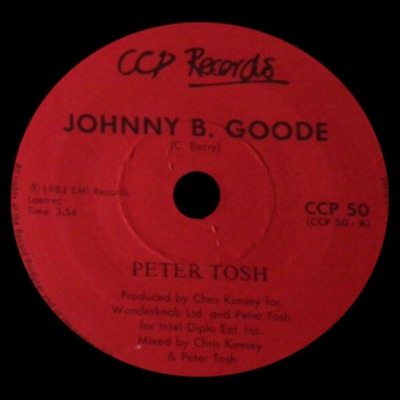 CCP Records
JOHNNY B. GOODE
[C. Berry]
℗1983 EMI Records
Loetrec
Time: 3.54
CCP 50
(CCP 50 - A)
PETER TOSH
Produced by Chris Kimsey for
Wonderknob Ltd. and Peter Tosh
for Intel-Diplo Ent. Inc.
Mixed by Chris Kimsey
& Peter Tosh